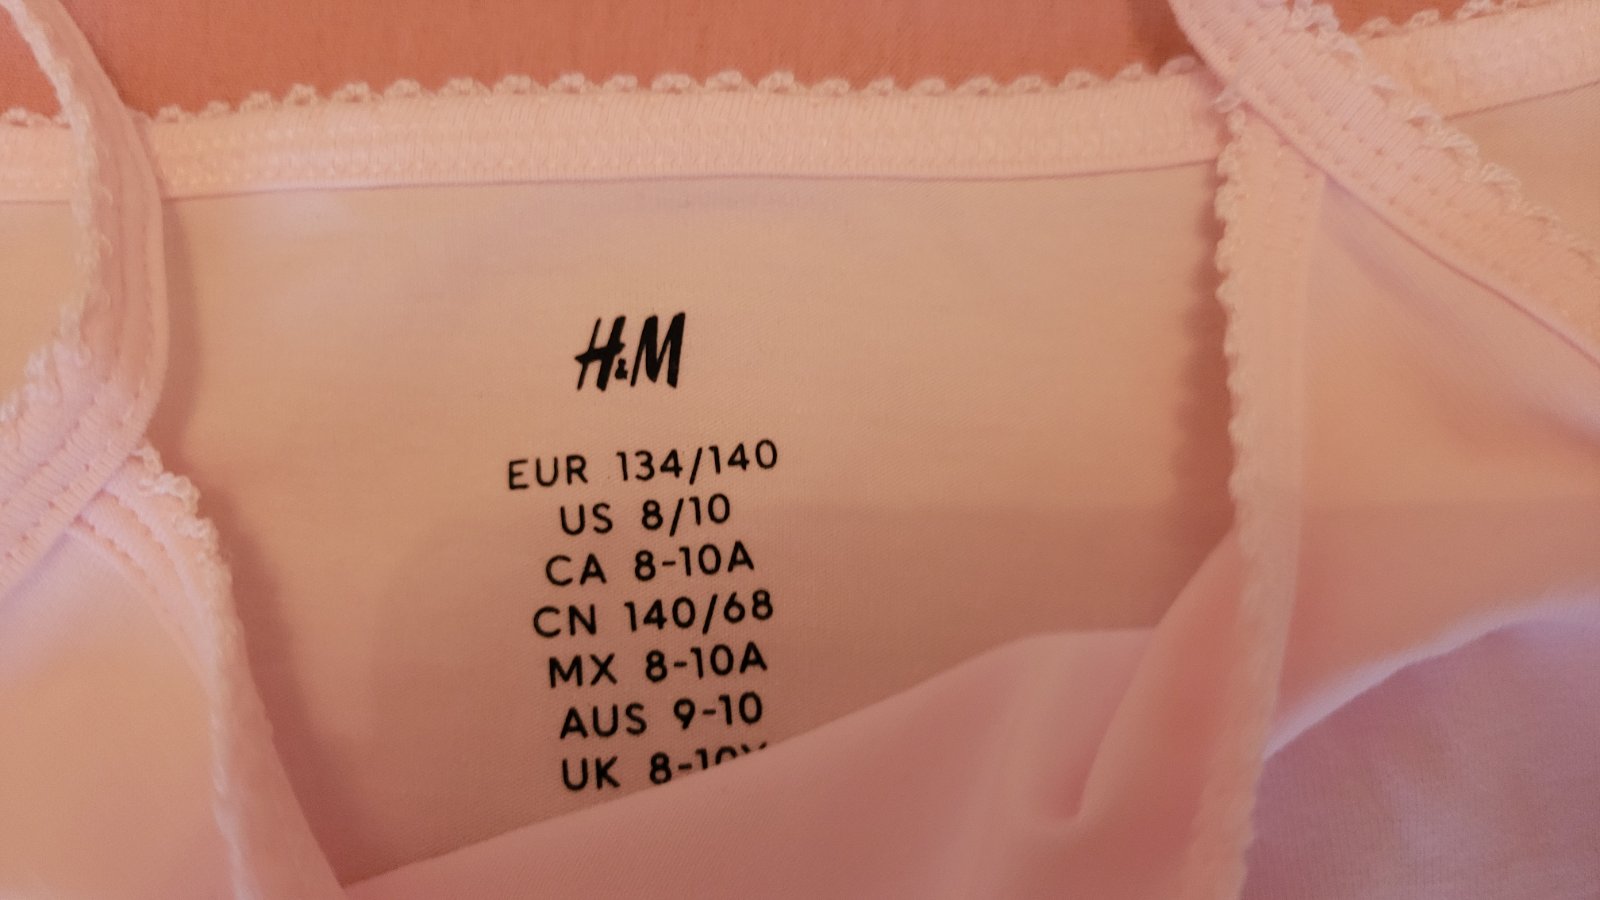 H&M
EUR 134/140
US 8/10
CA 8-10A
CN 140/68
MX 8-10A
AUS 9-10
UK 8-10Y